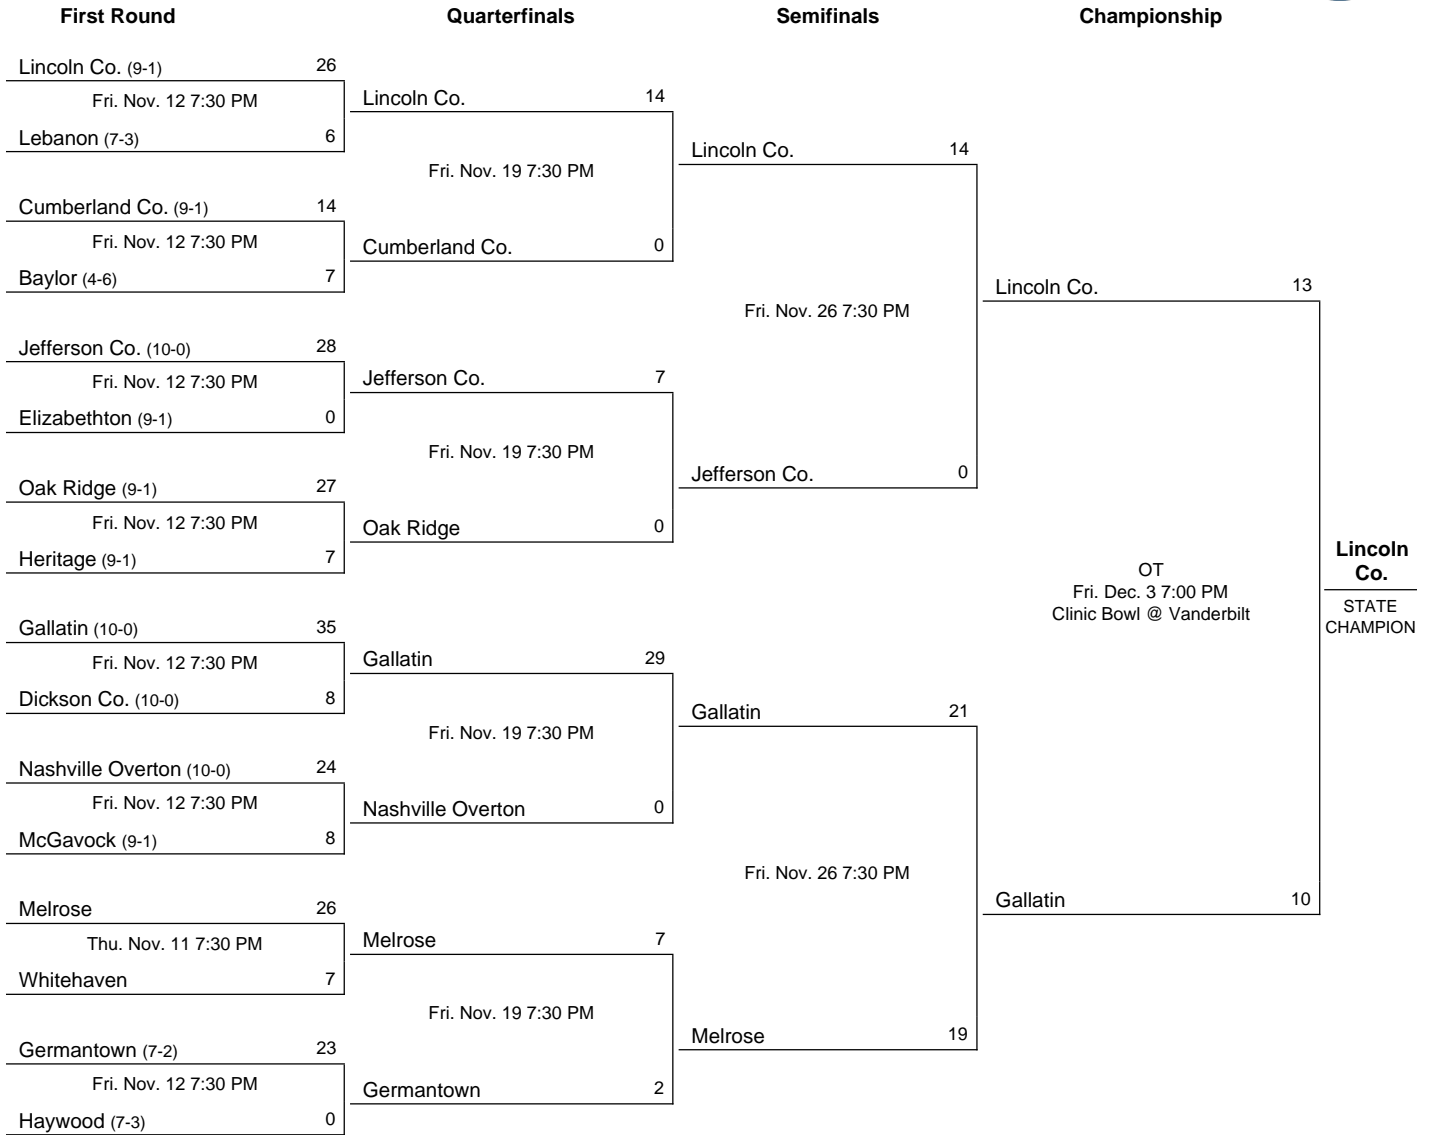 First Round
Quarterfinals
Semifinals
Championship
Lincoln Co. (9-1) 26
Fri. Nov. 12 7:30 PM
Lebanon (7-3) 6
Cumberland Co. (9-1) 14
Fri. Nov. 12 7:30 PM
Baylor (4-6) 7
Jefferson Co. (10-0) 28
Fri. Nov. 12 7:30 PM
Elizabethton (9-1) 0
Oak Ridge (9-1) 27
Fri. Nov. 12 7:30 PM
Heritage (9-1) 7
Gallatin (10-0) 35
Fri. Nov. 12 7:30 PM
Dickson Co. (10-0) 8
Nashville Overton (10-0) 24
Fri. Nov. 12 7:30 PM
McGavock (9-1) 8
Melrose 26
Thu. Nov. 11 7:30 PM
Whitehaven 7
Germantown (7-2) 23
Fri. Nov. 12 7:30 PM
Haywood (7-3) 0
Lincoln Co. 14
Fri. Nov. 19 7:30 PM
Cumberland Co. 0
Jefferson Co. 7
Fri. Nov. 19 7:30 PM
Oak Ridge 0
Gallatin 29
Fri. Nov. 19 7:30 PM
Nashville Overton 0
Melrose 7
Fri. Nov. 19 7:30 PM
Germantown 2
Lincoln Co. 14
Fri. Nov. 26 7:30 PM
Jefferson Co. 0
Gallatin 21
Fri. Nov. 26 7:30 PM
Melrose 19
Lincoln Co. 13
OT
Fri. Dec. 3 7:00 PM
Clinic Bowl @ Vanderbilt
Gallatin 10
Lincoln
Co.
STATE
CHAMPION